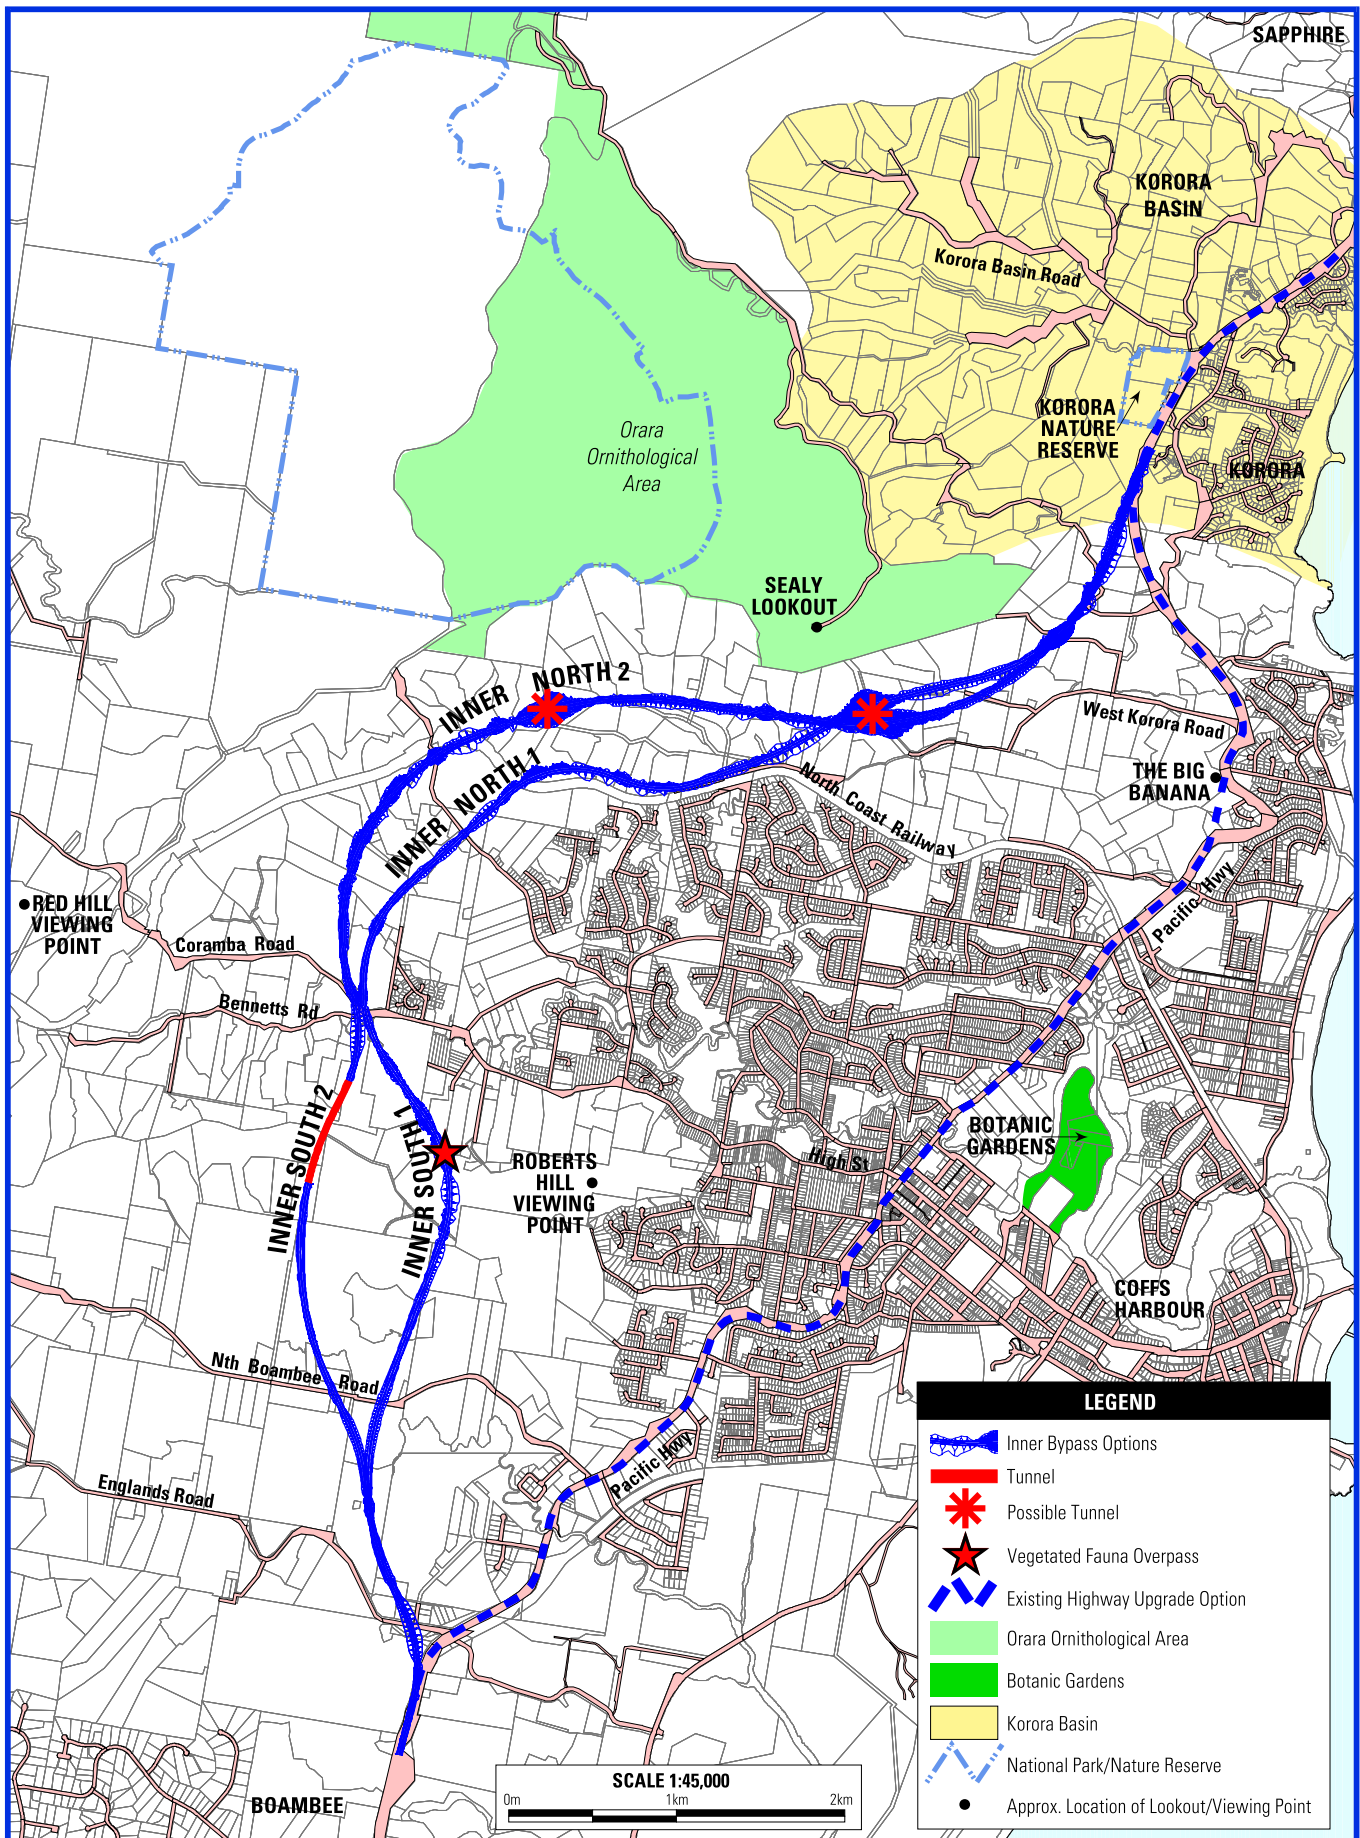 SAPPHIRE
KORORA
BASIN
Korora Basin Road
KORORA
NATURE
RESERVE
KORORA
Orara
Ornithological
Area
SEALY
LOOKOUT
INNER NORTH 2
INNER NORTH 1
West Korora Road
THE BIG
BANANA
North Coast Railway
Pacific Hwy
RED HILL
VIEWING
POINT
Coramba Road
Bennetts Rd
INNER SOUTH 2
INNER SOUTH 1
ROBERTS
HILL
VIEWING
POINT
High St
BOTANIC
GARDENS
COFFS
HARBOUR
Nth Boambee Road
Pacific Hwy
Englands Road
BOAMBEE
SCALE 1:45,000
0m 1km 2km
LEGEND
Inner Bypass Options
Tunnel
Possible Tunnel
Vegetated Fauna Overpass
Existing Highway Upgrade Option
Orara Ornithological Area
Botanic Gardens
Korora Basin
National Park/Nature Reserve
Approx. Location of Lookout/Viewing Point